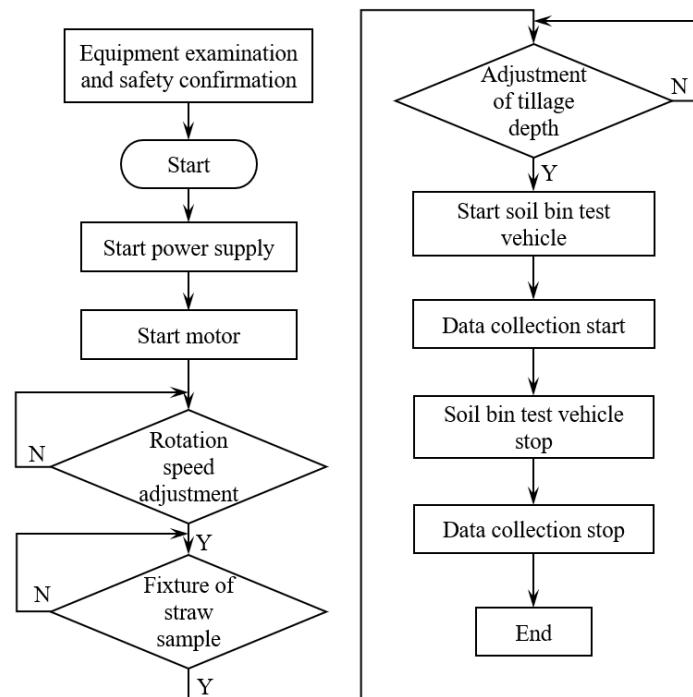 Equipment examination
and safety confirmation
Start
Start power supply
Start motor
Rotation
speed
adjustment
N
Y
Fixture of
straw
sample
N
Y
Adjustment
of tillage
depth
N
Y
Start soil bin test
vehicle
Data collection start
Soil bin test vehicle
stop
Data collection stop
End